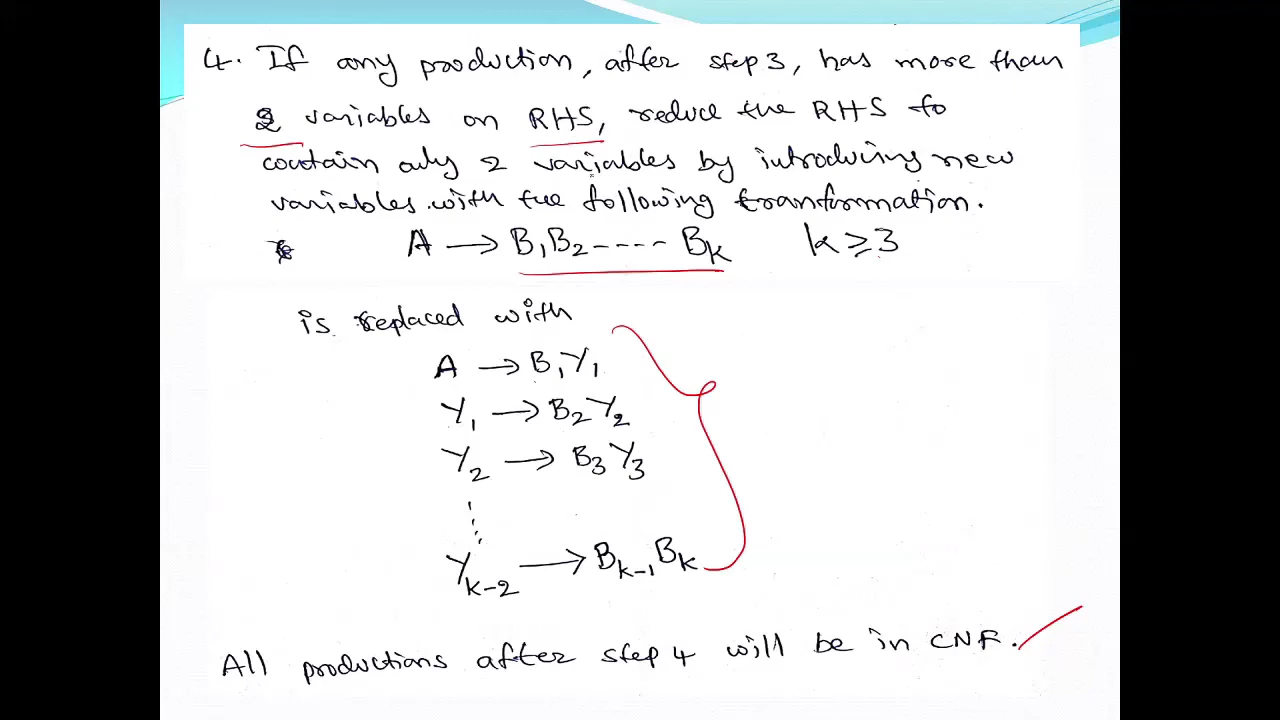 4. If any production, after step 3, has more than
2 variables on RHS, reduce the RHS to
contain only 2 variables by introducing new
variables with the following transformation.
A → B₁B₂ ---- Bₖ k ≥ 3
is replaced with
A → B₁Y₁
Y₁ → B₂Y₂
Y₂ → B₃Y₃
⋮
Yₖ₋₂ → Bₖ₋₁Bₖ
All productions after step 4 will be in CNF.